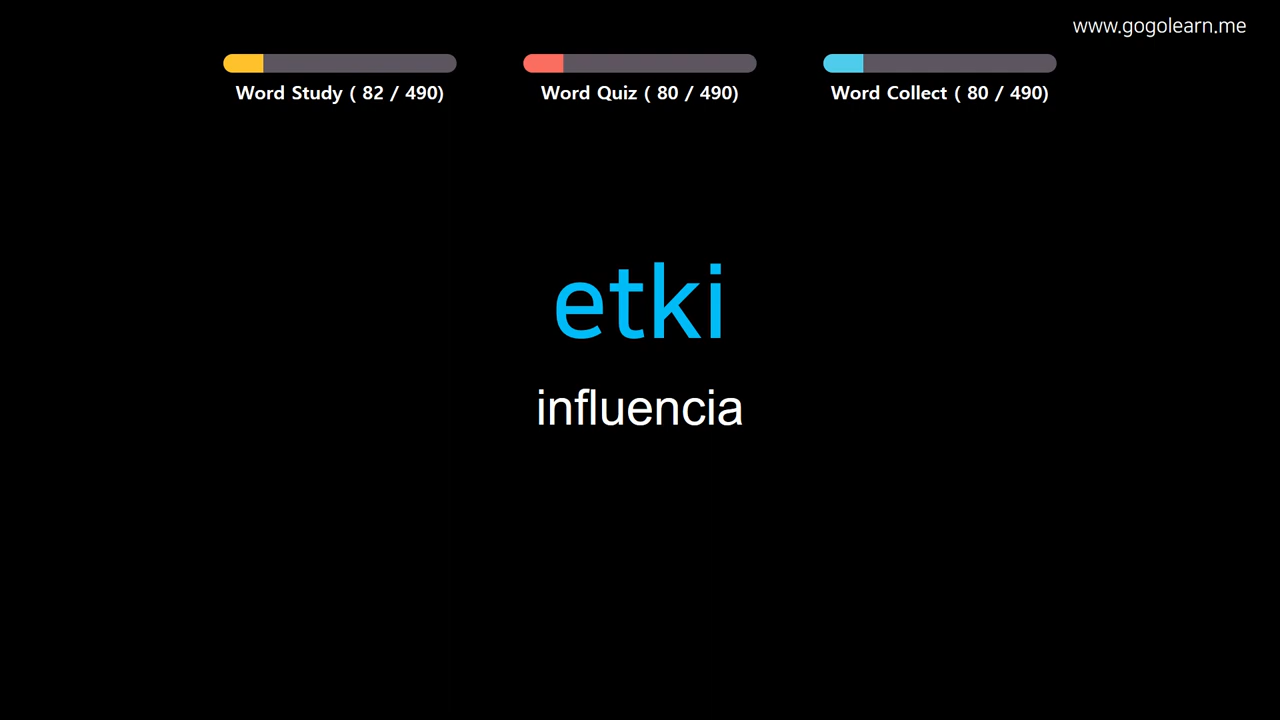 www.gogolearn.me
Word Study ( 82 / 490)
Word Quiz ( 80 / 490)
Word Collect ( 80 / 490)
etki
influencia